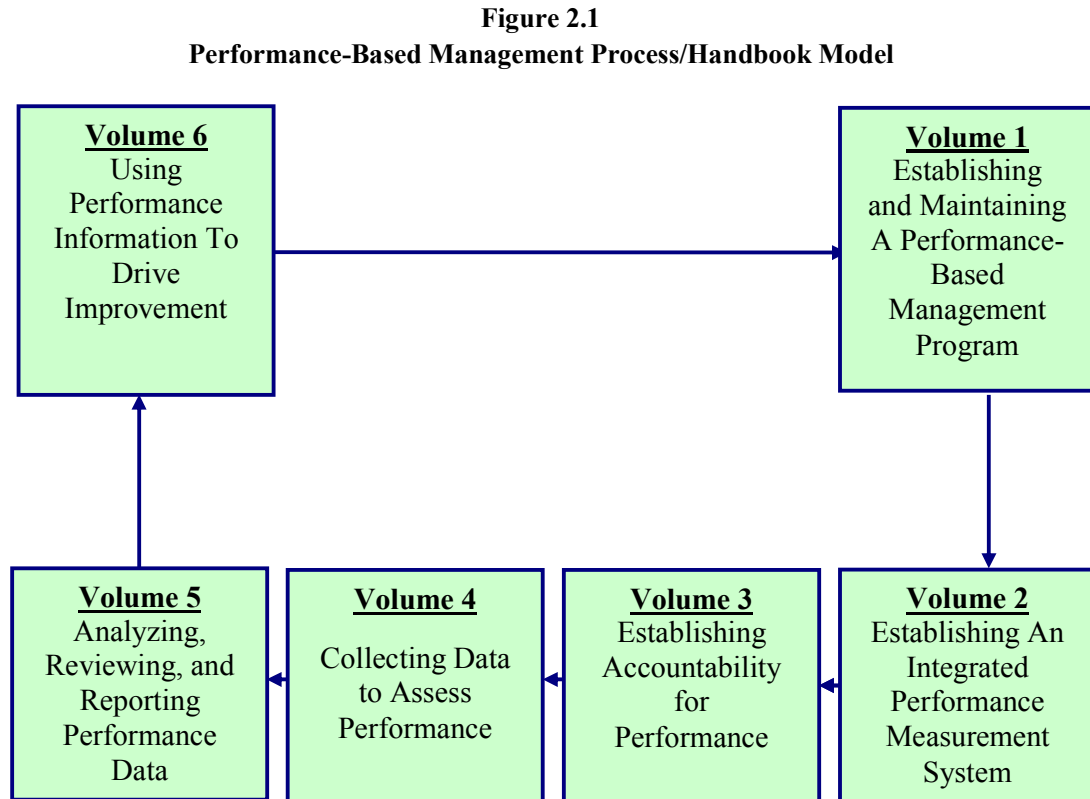 Figure 2.1
Performance-Based Management Process/Handbook Model
Volume 6
Using
Performance
Information To
Drive
Improvement
Volume 1
Establishing
and Maintaining
A Performance-
Based
Management
Program
Volume 5
Analyzing,
Reviewing, and
Reporting
Performance
Data
Volume 4
Collecting Data
to Assess
Performance
Volume 3
Establishing
Accountability
for
Performance
Volume 2
Establishing An
Integrated
Performance
Measurement
System